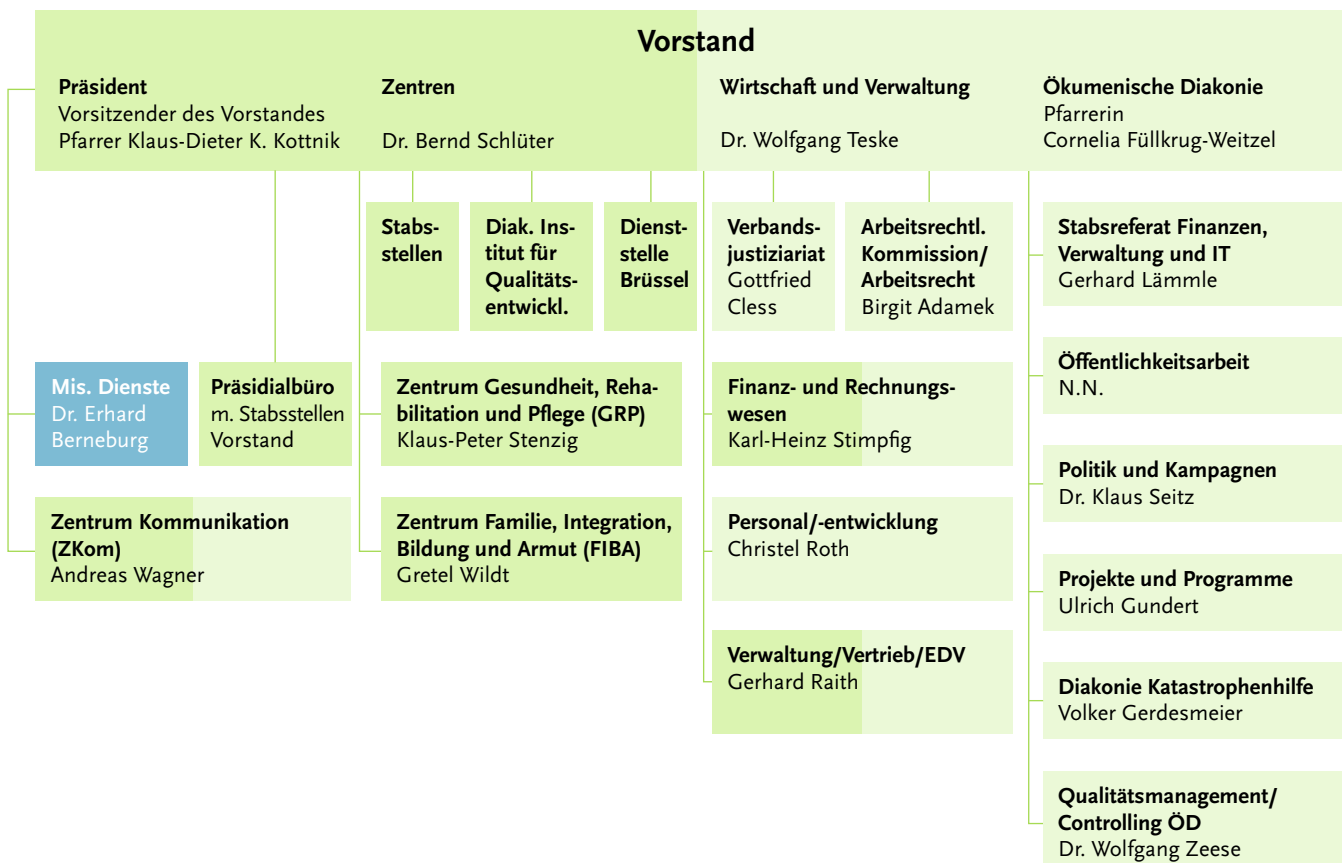 Vorstand
Präsident
Vorsitzender des Vorstandes
Pfarrer Klaus-Dieter K. Kottnik
Zentren
Dr. Bernd Schlüter
Wirtschaft und Verwaltung
Dr. Wolfgang Teske
Ökumenische Diakonie
Pfarrerin
Cornelia Füllkrug-Weitzel
Stabs-
stellen
Diak. Ins-
titut für
Qualitäts-
entwickl.
Dienst-
stelle
Brüssel
Verbands-
justiziariat
Gottfried
Cless
Arbeitsrechtl.
Kommission/
Arbeitsrecht
Birgit Adamek
Stabsreferat Finanzen,
Verwaltung und IT
Gerhard Lämmle
Mis. Dienste
Dr. Erhard
Berneburg
Präsidialbüro
m. Stabsstellen
Vorstand
Zentrum Gesundheit, Reha-
bilitation und Pflege (GRP)
Klaus-Peter Stenzig
Finanz- und Rechnungs-
wesen
Karl-Heinz Stimpfig
Öffentlichkeitsarbeit
N.N.
Politik und Kampagnen
Dr. Klaus Seitz
Zentrum Kommunikation
(ZKom)
Andreas Wagner
Zentrum Familie, Integration,
Bildung und Armut (FIBA)
Gretel Wildt
Personal/-entwicklung
Christel Roth
Projekte und Programme
Ulrich Gundert
Verwaltung/Vertrieb/EDV
Gerhard Raith
Diakonie Katastrophenhilfe
Volker Gerdesmeier
Qualitätsmanagement/
Controlling ÖD
Dr. Wolfgang Zeese